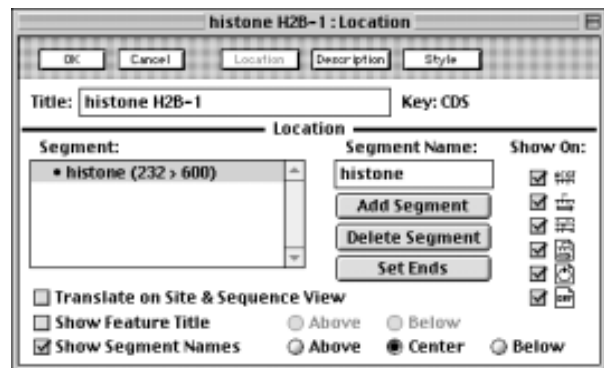 histone H2B-1 : Location
OK Cancel Location Description Style
Title: histone H2B-1 Key: CDS
Location
Segment: Segment Name: Show On:
• histone (232 > 600) histone
Add Segment
Delete Segment
Set Ends
Translate on Site & Sequence View
Show Feature Title Above Below
Show Segment Names Above Center Below